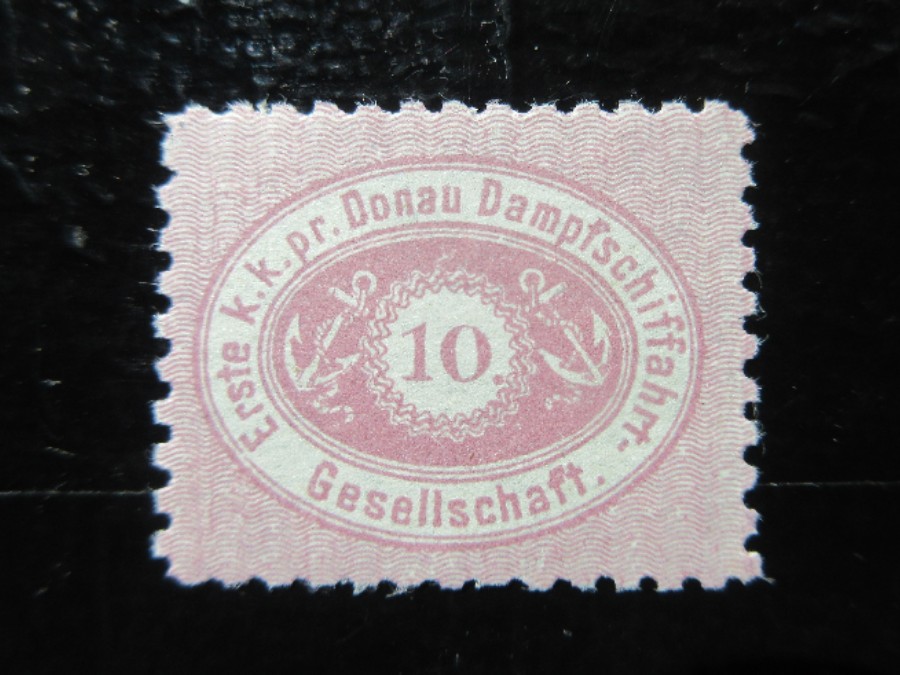 Erste k.k.pr. Donau Dampfschiffahrt-
Gesellschaft.
10.